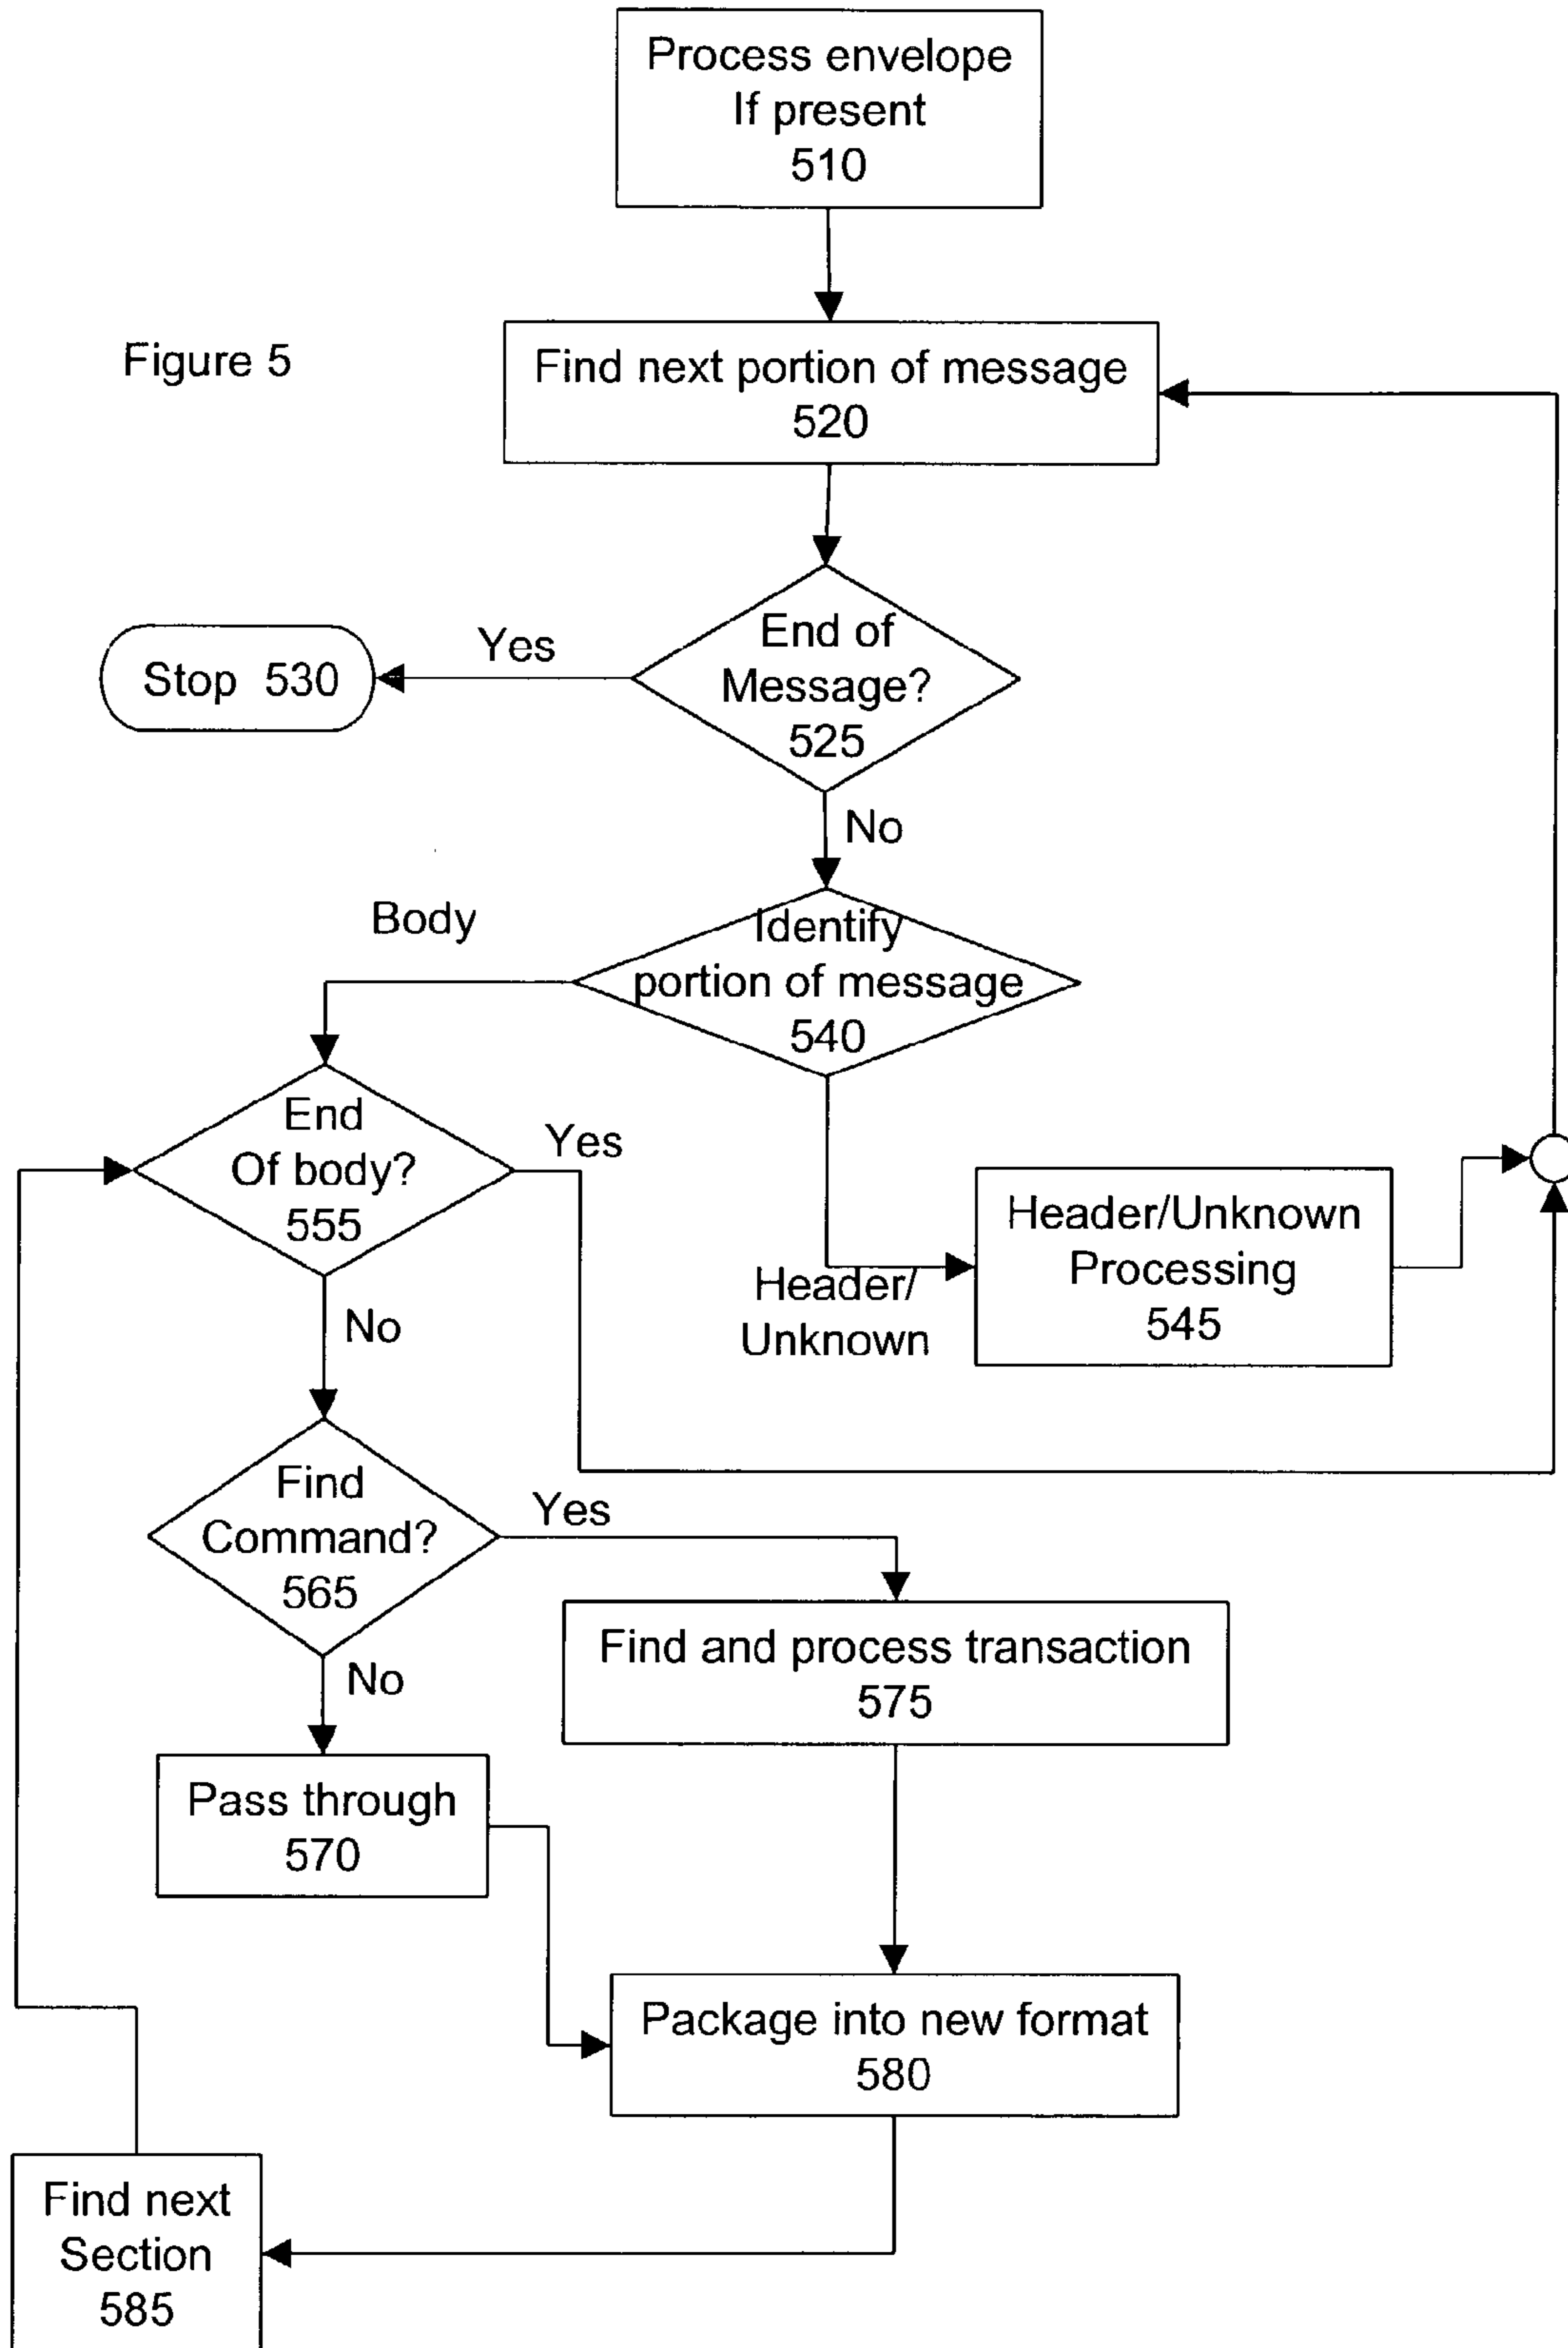 Process envelope
If present
510
Figure 5
Find next portion of message
520
End of
Message?
525
Yes
Stop 530
No
Identify
portion of message
540
Body
Header/
Unknown
Header/Unknown
Processing
545
End
Of body?
555
Yes
No
Find
Command?
565
Yes
No
Find and process transaction
575
Pass through
570
Package into new format
580
Find next
Section
585